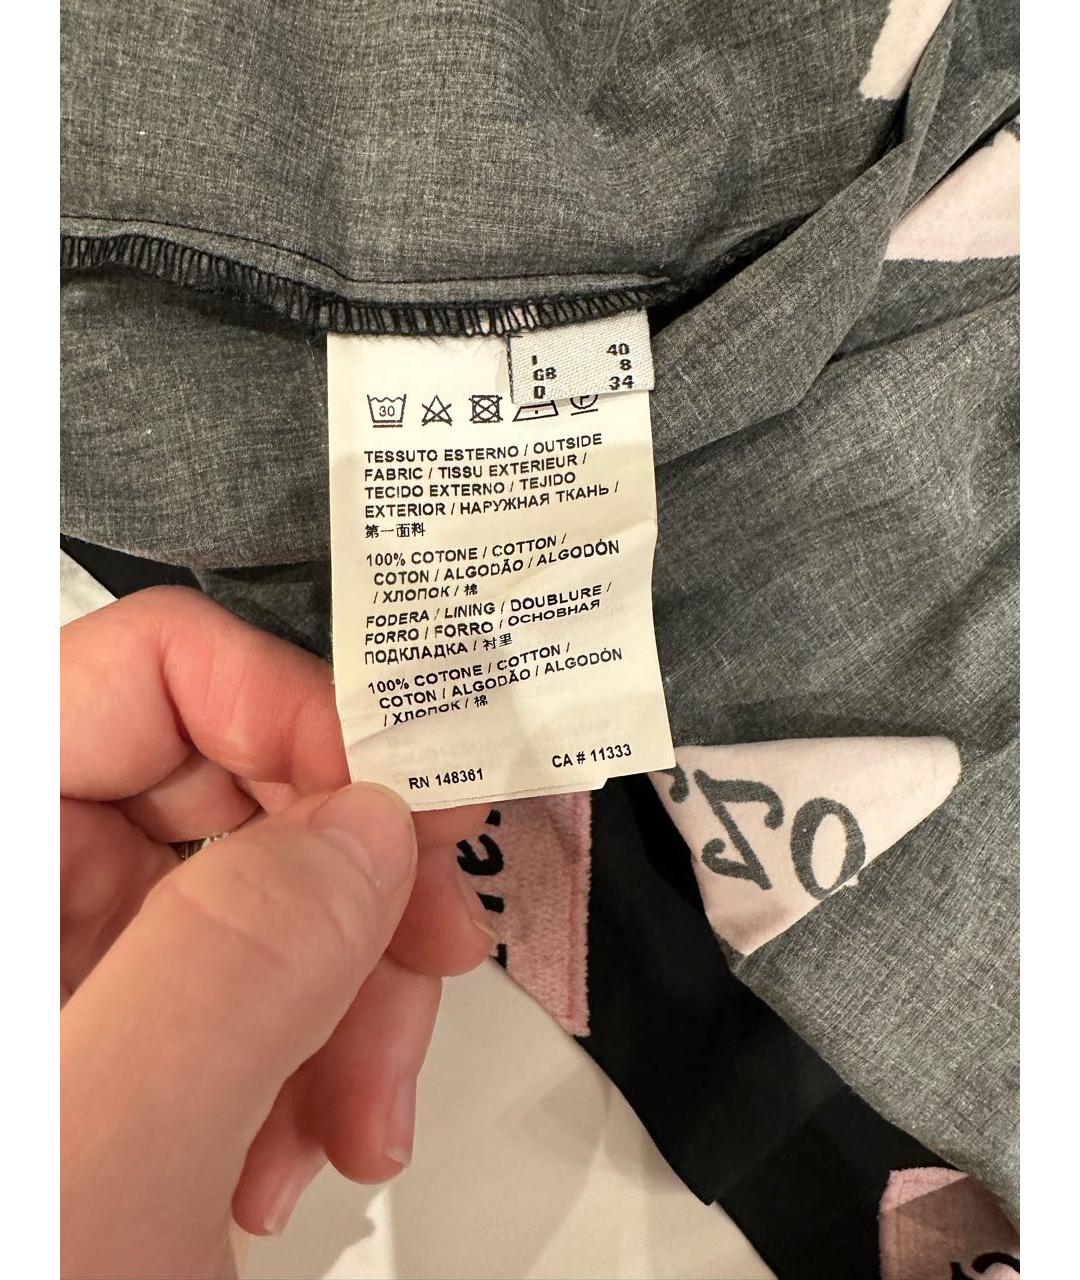 I 40
GB 8
D 34
30
P
TESSUTO ESTERNO / OUTSIDE
FABRIC / TISSU EXTERIEUR /
TECIDO EXTERNO / TEJIDO
EXTERIOR / НАРУЖНАЯ ТКАНЬ /
第一面料
100% COTONE / COTTON /
COTON / ALGODÃO / ALGODÓN
/ ХЛОПОК / 棉
FODERA / LINING / DOUBLURE /
FORRO / FORRO / ОСНОВНАЯ
ПОДКЛАДКА / 衬里
100% COTONE / COTTON /
COTON / ALGODÃO / ALGODÓN
/ ХЛОПОК / 棉
RN 148361 CA # 11333